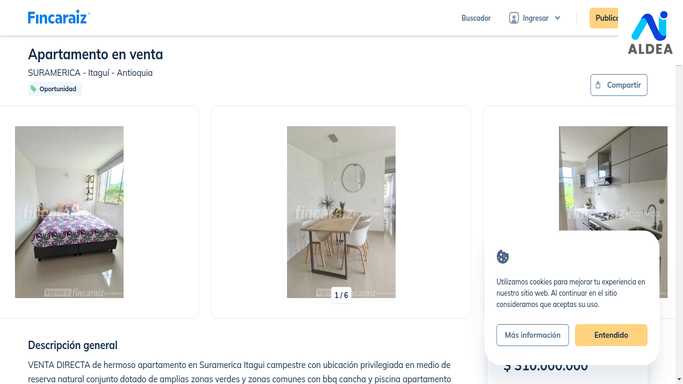 Fincaraiz
Buscador
Ingresar
Public
ALDEA
Apartamento en venta
SURAMERICA - Itagui - Antioquia
Oportunidad
Compartir
fincaraiz
fincaraiz
fincaraiz
fincaraiz
1 / 6
Utilizamos cookies para mejorar tu experiencia en
nuestro sitio web. Al continuar en el sitio
consideramos que aceptas su uso.
Más información
Entendido
Descripción general
$ 310.000.000
VENTA DIRECTA de hermoso apartamento en Suramerica Itagui campestre con ubicación privilegiada en medio de
reserva natural conjunto dotado de amplias zonas verdes y zonas comunes con bbq cancha y piscina apartamento